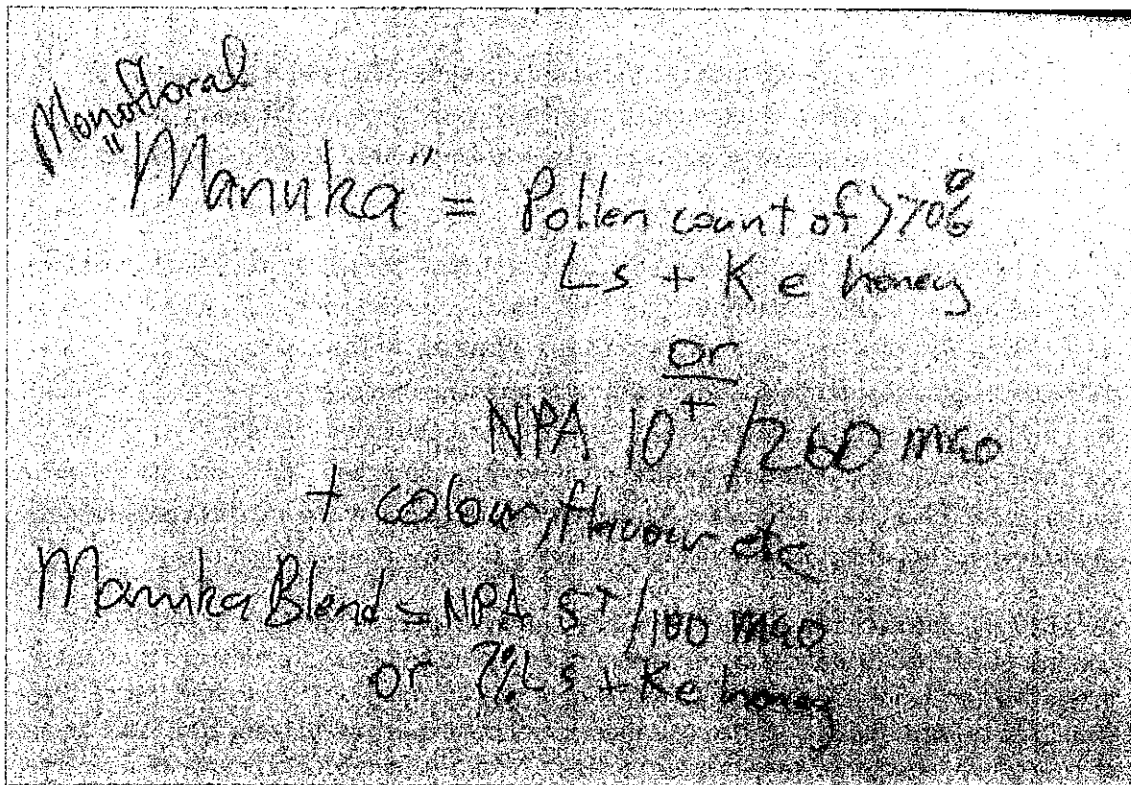 Monofloral
"Manuka" = Pollen count of >70%
Ls + Ke honey
or
NPA 10+ /260 mgo
+ colour, flavour etc
Manuka Blend = NPA 5+ /100 mgo
or ?% Ls + Ke honey